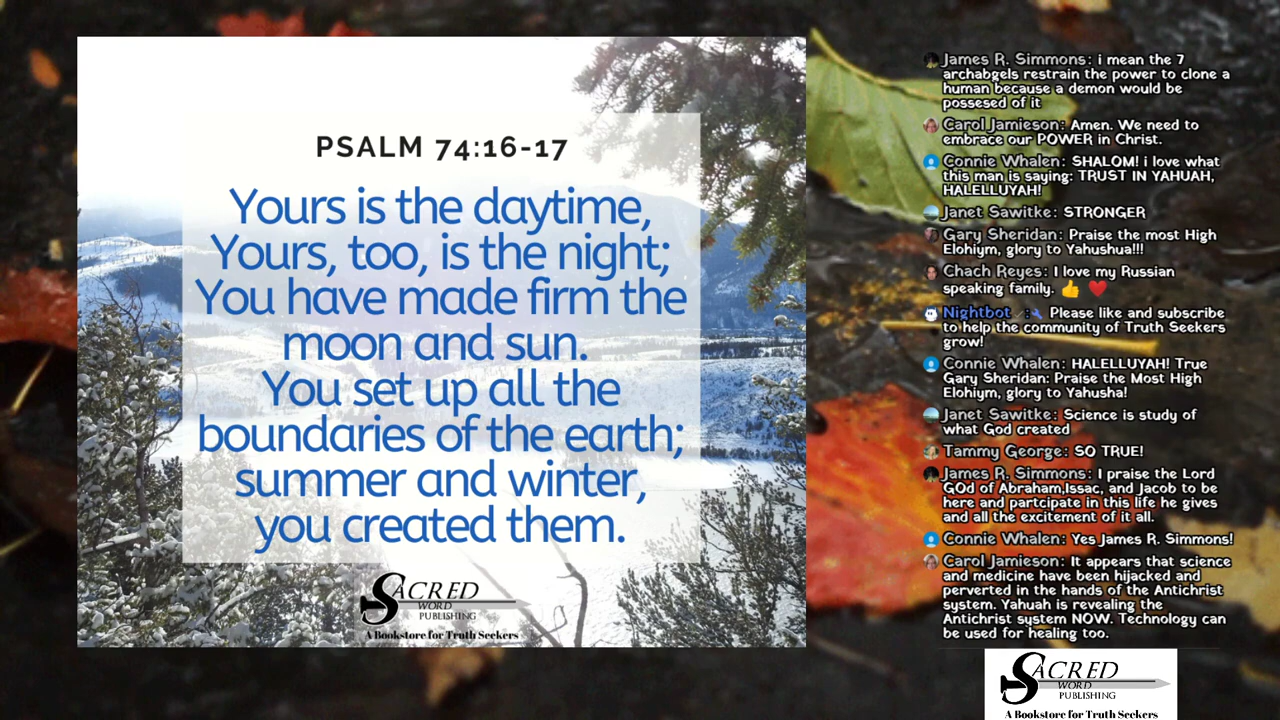 PSALM 74:16-17
Yours is the daytime,
Yours, too, is the night;
You have made firm the
moon and sun.
You set up all the
boundaries of the earth;
summer and winter,
you created them.
SACRED
WORD
PUBLISHING
A Bookstore for Truth Seekers
James R. Simmons: i mean the 7
archabgels restrain the power to clone a
human because a demon would be
possesed of it
Carol Jamieson: Amen. We need to
embrace our POWER in Christ.
Connie Whalen: SHALOM! i love what
this man is saying: TRUST IN YAHUAH,
HALELLUYAH!
Janet Sawitke: STRONGER
Gary Sheridan: Praise the most High
Elohiym, glory to Yahushua!!!
Chach Reyes: I love my Russian
speaking family. 👍 ❤️
Nightbot : Please like and subscribe
to help the community of Truth Seekers
grow!
Connie Whalen: HALELLUYAH! True
Gary Sheridan: Praise the Most High
Elohiym, glory to Yahusha!
Janet Sawitke: Science is study of
what God created
Tammy George: SO TRUE!
James R. Simmons: I praise the Lord
GOd of Abraham,Issac, and Jacob to be
here and partcipate in this life he gives
and all the excitement of it all.
Connie Whalen: Yes James R. Simmons!
Carol Jamieson: It appears that science
and medicine have been hijacked and
perverted in the hands of the Antichrist
system. Yahuah is revealing the
Antichrist system NOW. Technology can
be used for healing too.
SACRED
WORD
PUBLISHING
A Bookstore for Truth Seekers